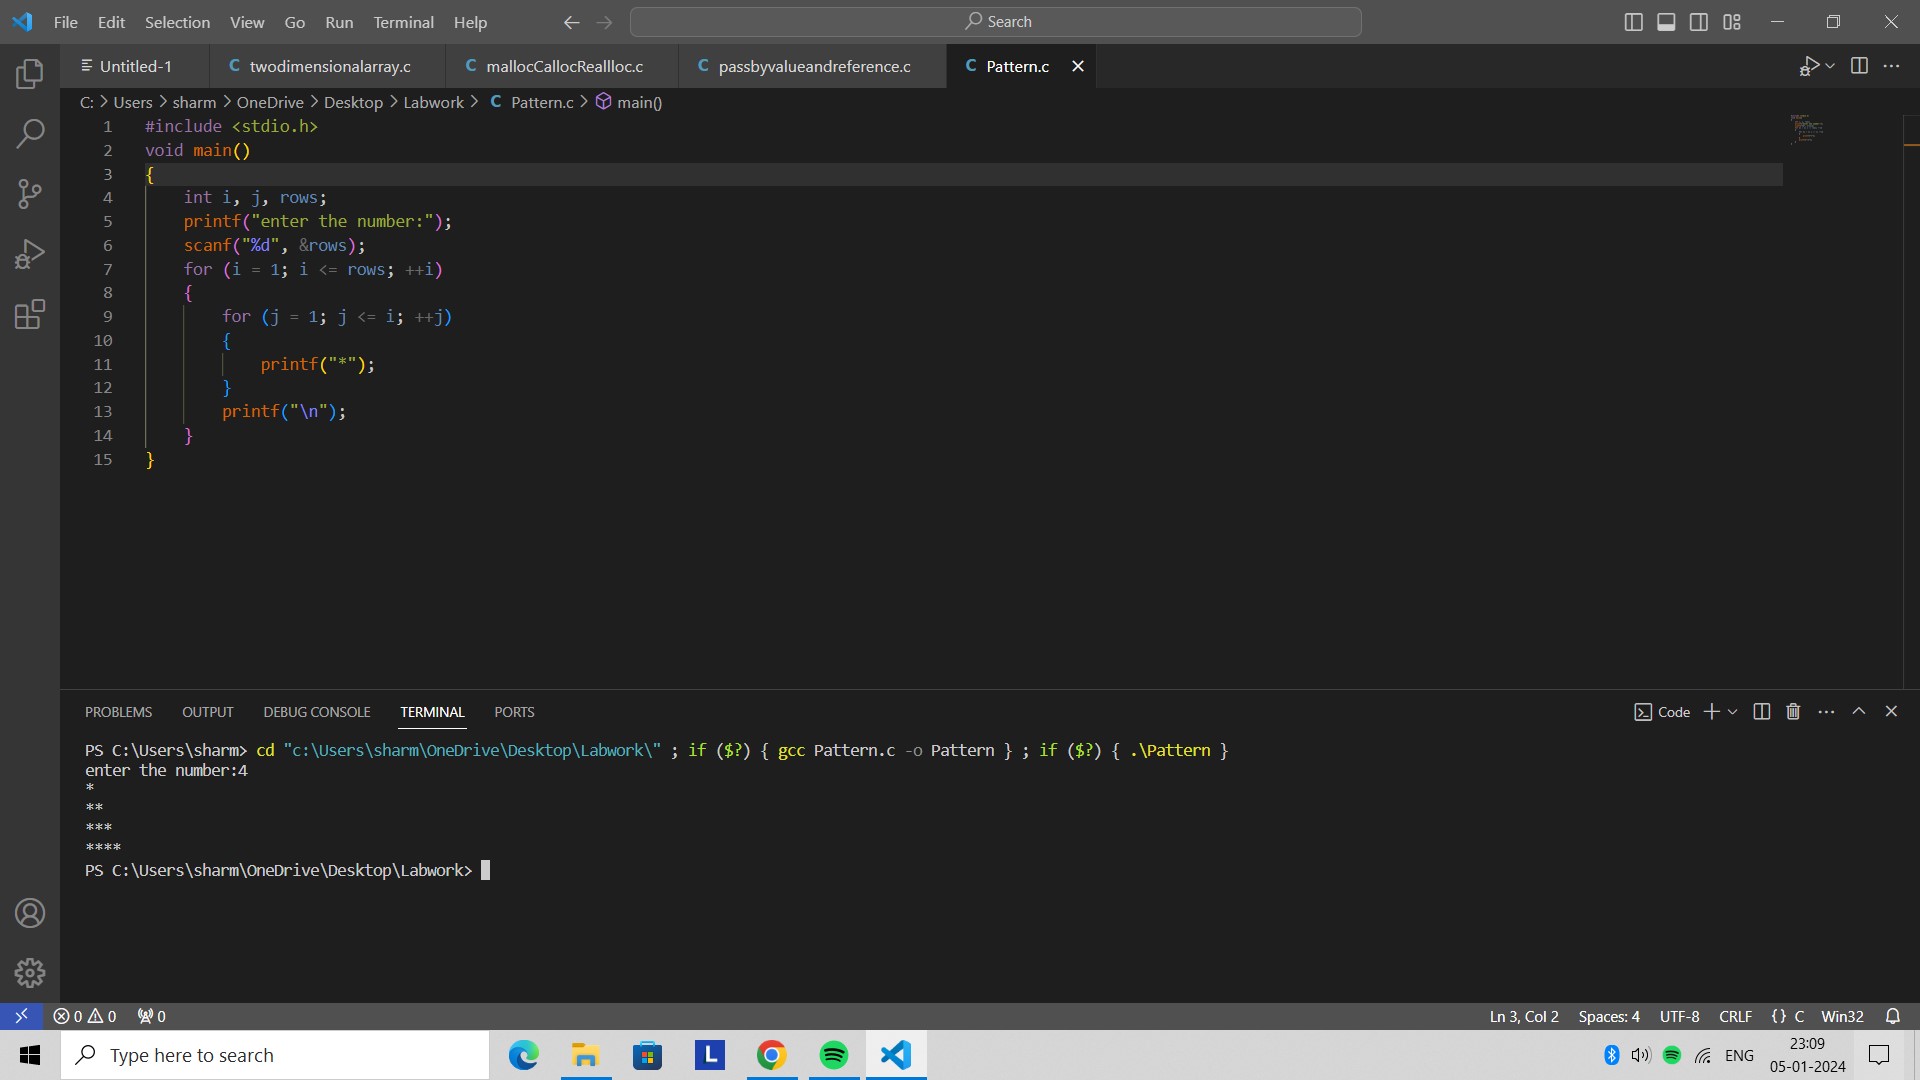 File Edit Selection View Go Run Terminal Help Search
Untitled-1 C twodimensionalarray.c C mallocCallocReallloc.c C passbyvalueandreference.c C Pattern.c
C: > Users > sharm > OneDrive > Desktop > Labwork > C Pattern.c > main()
1 #include <stdio.h>
2 void main()
3 {
4 int i, j, rows;
5 printf("enter the number:");
6 scanf("%d", &rows);
7 for (i = 1; i <= rows; ++i)
8 {
9 for (j = 1; j <= i; ++j)
10 {
11 printf("*");
12 }
13 printf("\n");
14 }
15 }
PROBLEMS OUTPUT DEBUG CONSOLE TERMINAL PORTS Code
PS C:\Users\sharm> cd "c:\Users\sharm\OneDrive\Desktop\Labwork\" ; if ($?) { gcc Pattern.c -o Pattern } ; if ($?) { .\Pattern }
enter the number:4
*
**
***
****
PS C:\Users\sharm\OneDrive\Desktop\Labwork>
0 0 0 Ln 3, Col 2 Spaces: 4 UTF-8 CRLF {} C Win32
Type here to search L ENG 23:09
05-01-2024